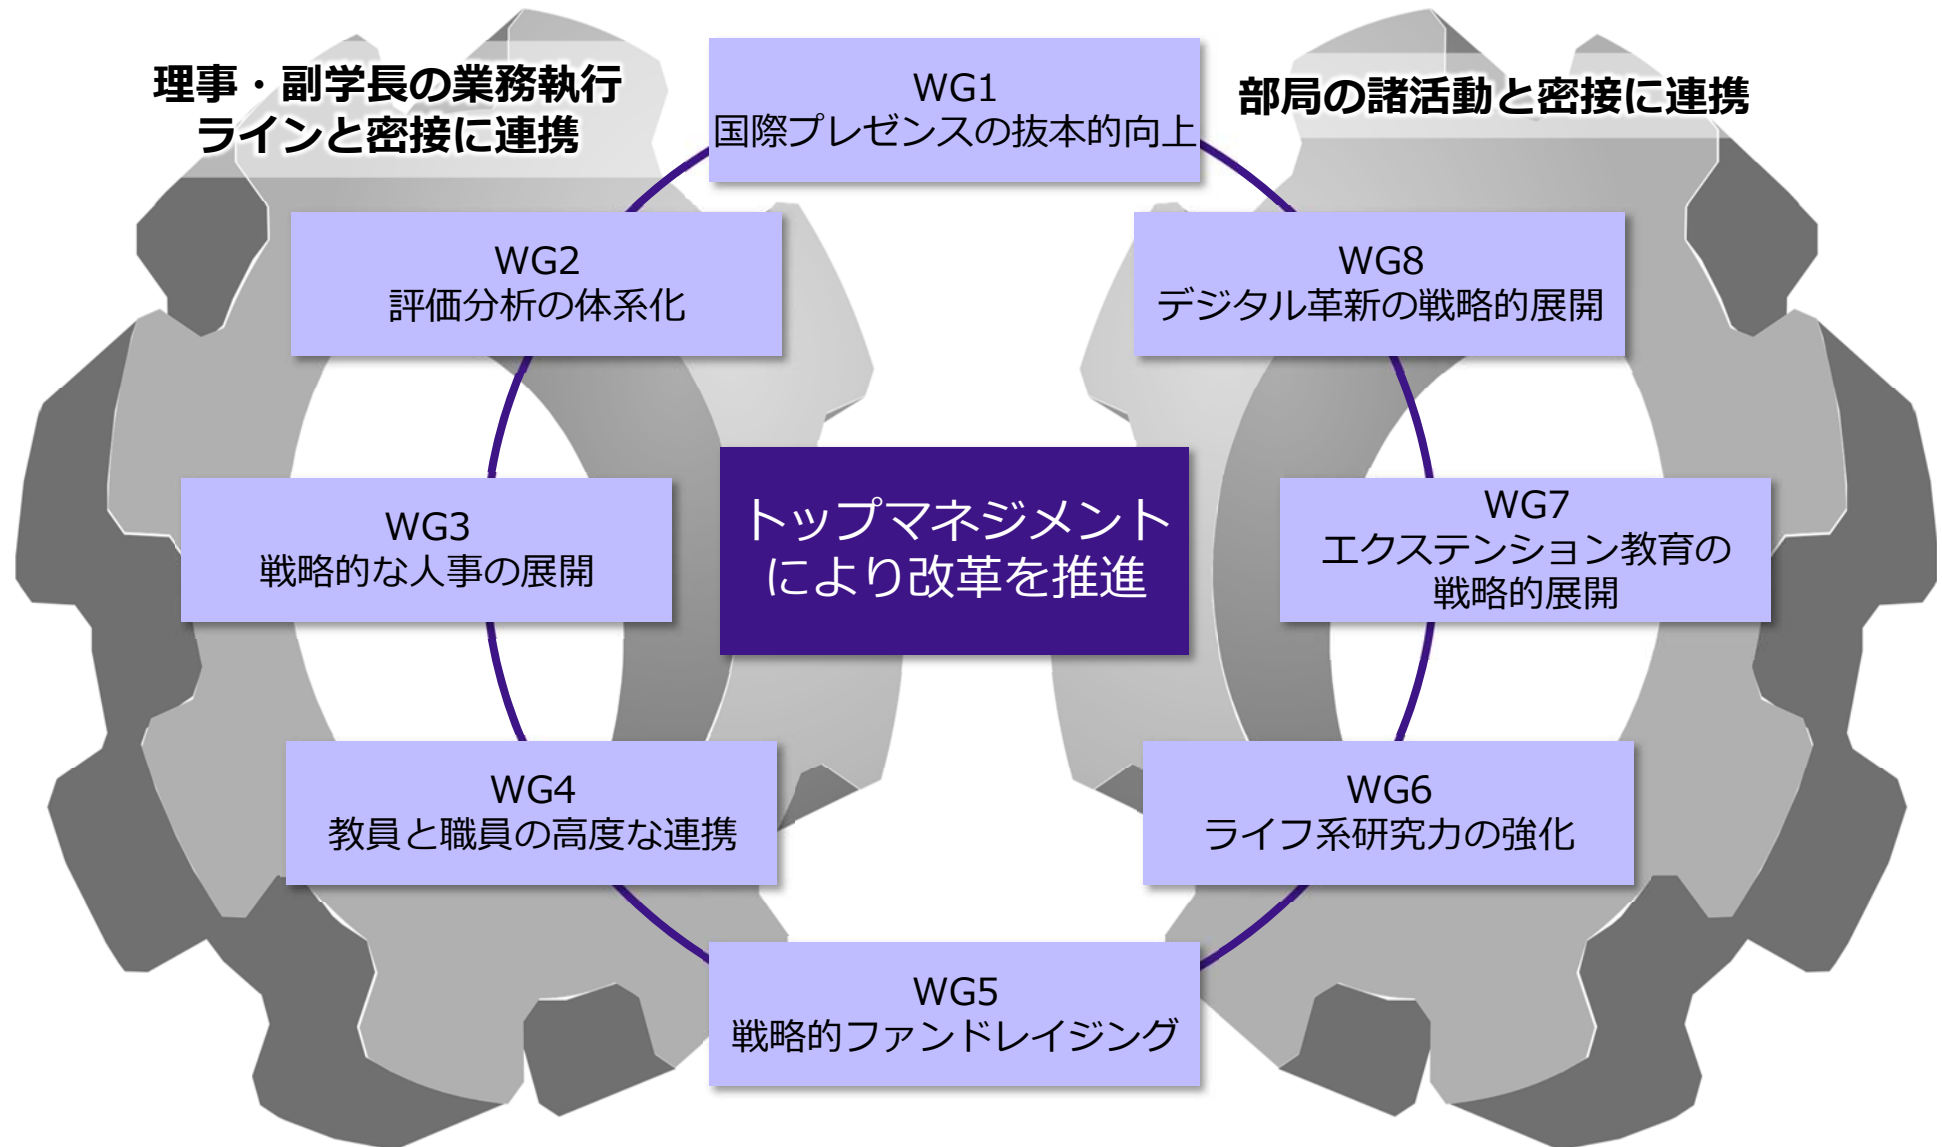 理事・副学長の業務執行
ラインと密接に連携
部局の諸活動と密接に連携
WG1
国際プレゼンスの抜本的向上
WG2
評価分析の体系化
WG8
デジタル革新の戦略的展開
WG3
戦略的な人事の展開
トップマネジメント
により改革を推進
WG7
エクステンション教育の
戦略的展開
WG4
教員と職員の高度な連携
WG6
ライフ系研究力の強化
WG5
戦略的ファンドレイジング